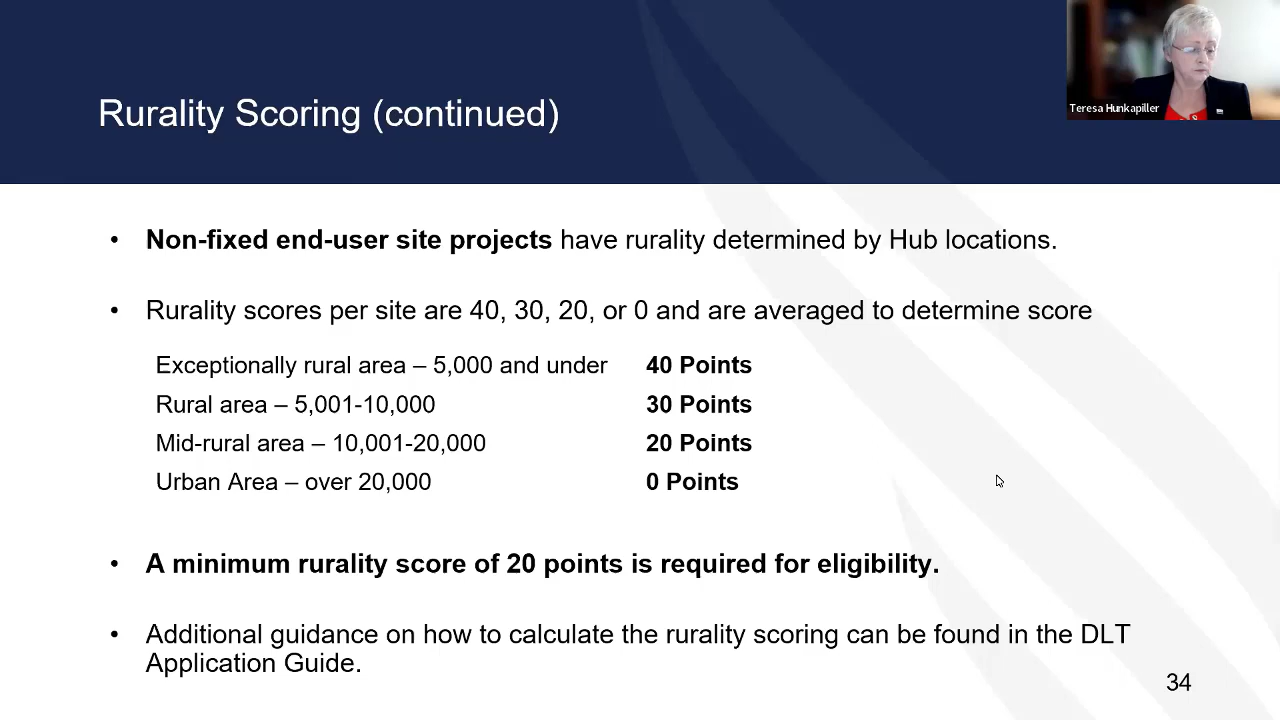 Teresa Hunkapiller
Rurality Scoring (continued)
• Non-fixed end-user site projects have rurality determined by Hub locations.
• Rurality scores per site are 40, 30, 20, or 0 and are averaged to determine score
Exceptionally rural area – 5,000 and under 40 Points
Rural area – 5,001-10,000 30 Points
Mid-rural area – 10,001-20,000 20 Points
Urban Area – over 20,000 0 Points
• A minimum rurality score of 20 points is required for eligibility.
• Additional guidance on how to calculate the rurality scoring can be found in the DLT
Application Guide.
34